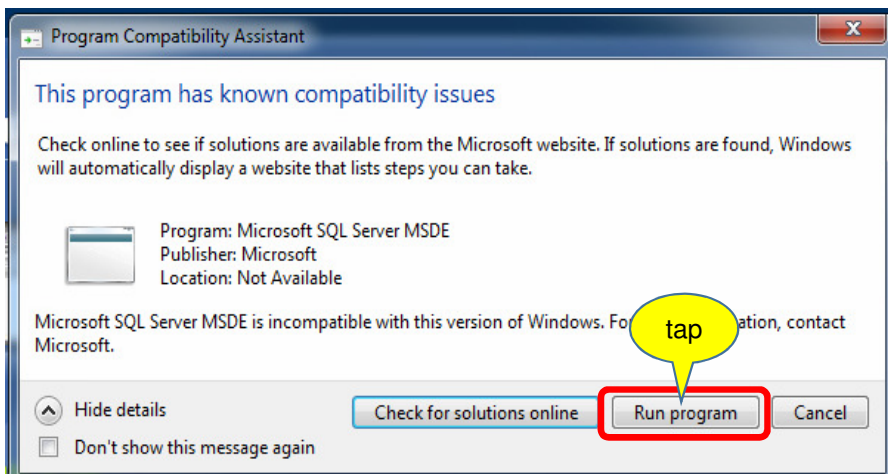 Program Compatibility Assistant
This program has known compatibility issues
Check online to see if solutions are available from the Microsoft website. If solutions are found, Windows
will automatically display a website that lists steps you can take.
Program: Microsoft SQL Server MSDE
Publisher: Microsoft
Location: Not Available
Microsoft SQL Server MSDE is incompatible with this version of Windows. contact
Microsoft.
tap
Hide details
Check for solutions online
Run program
Cancel
Don't show this message again